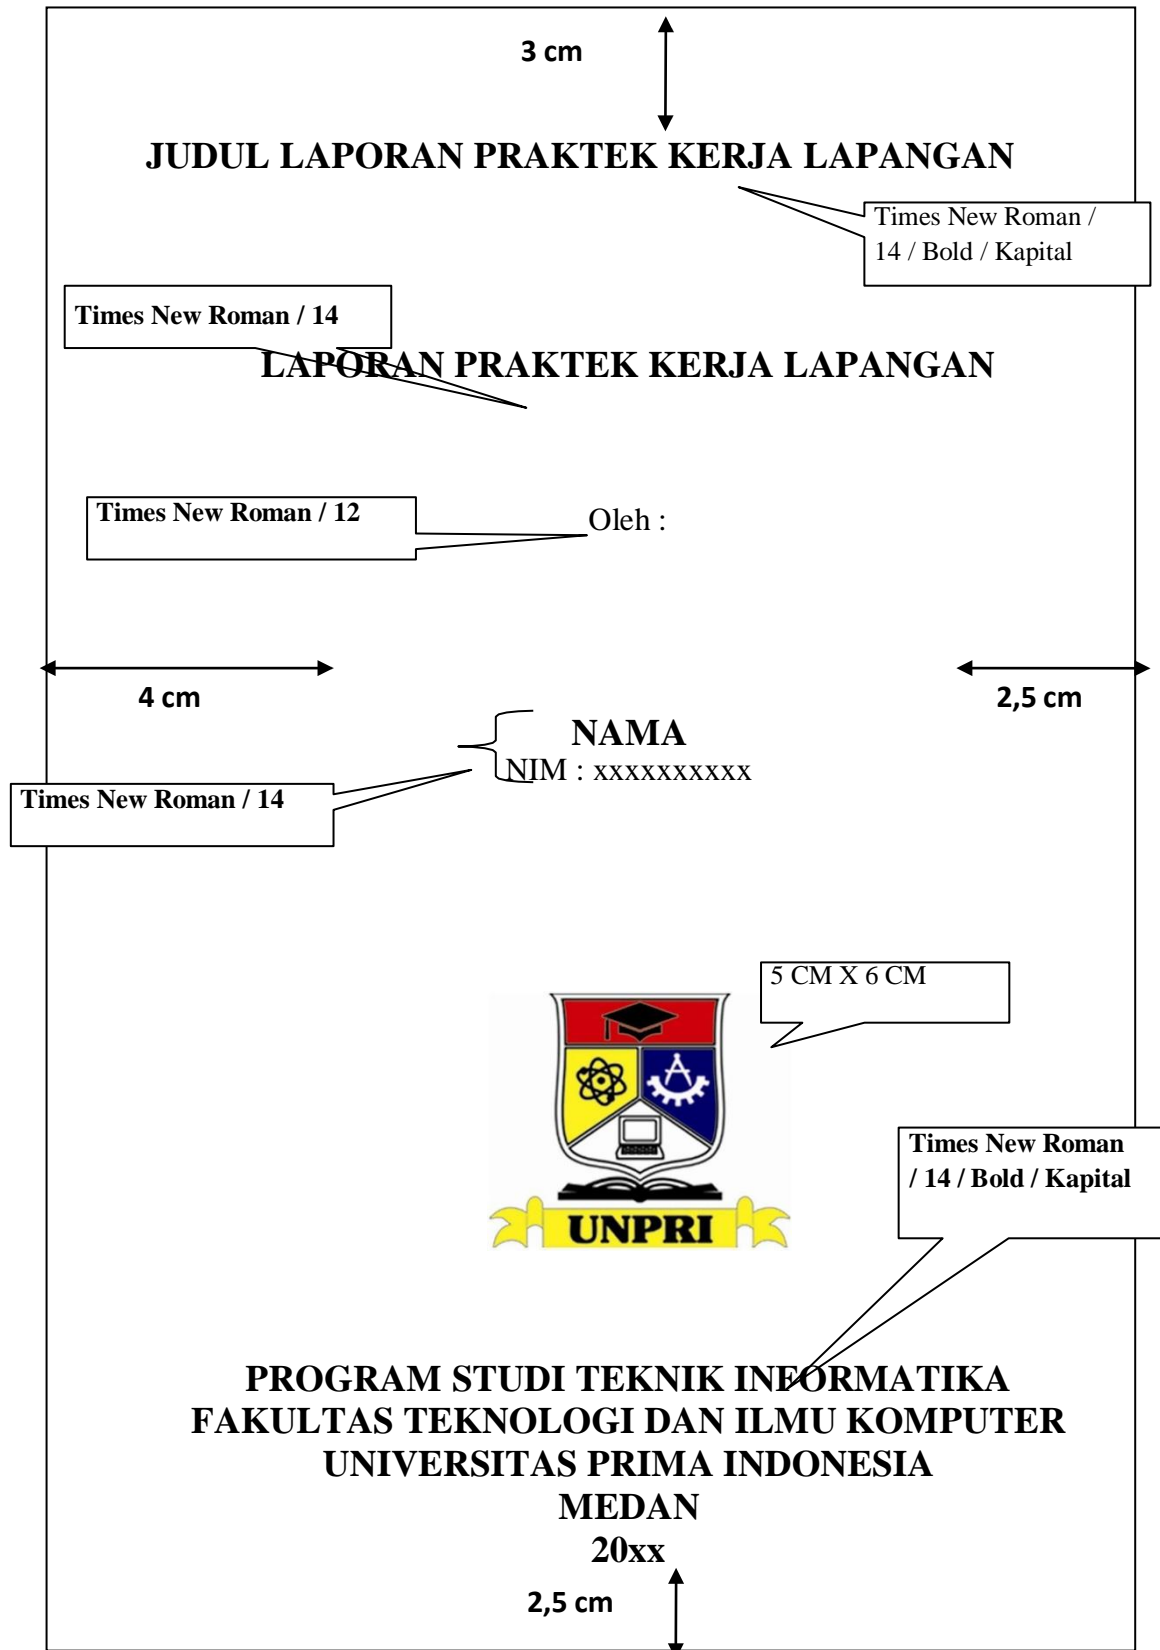 3 cm
JUDUL LAPORAN PRAKTEK KERJA LAPANGAN
Times New Roman /
14 / Bold / Kapital
Times New Roman / 14
LAPORAN PRAKTEK KERJA LAPANGAN
Times New Roman / 12
Oleh :
4 cm
2,5 cm
NAMA
NIM : xxxxxxxxxx
Times New Roman / 14
5 CM X 6 CM
UNPRI
Times New Roman
/ 14 / Bold / Kapital
PROGRAM STUDI TEKNIK INFORMATIKA
FAKULTAS TEKNOLOGI DAN ILMU KOMPUTER
UNIVERSITAS PRIMA INDONESIA
MEDAN
20xx
2,5 cm